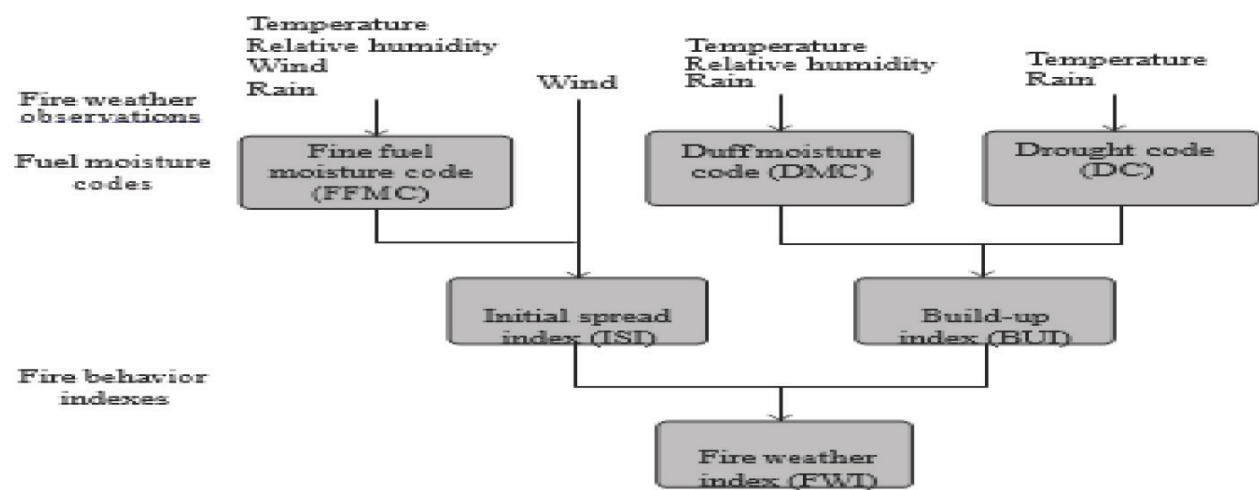 Temperature
Relative humidity
Wind
Rain
Wind
Temperature
Relative humidity
Rain
Temperature
Rain
Fire weather
observations
Fuel moisture
codes
Fine fuel
moisture code
(FFMC)
Duff moisture
code (DMC)
Drought code
(DC)
Initial spread
index (ISI)
Build-up
index (BUI)
Fire behavior
indexes
Fire weather
index (FWI)